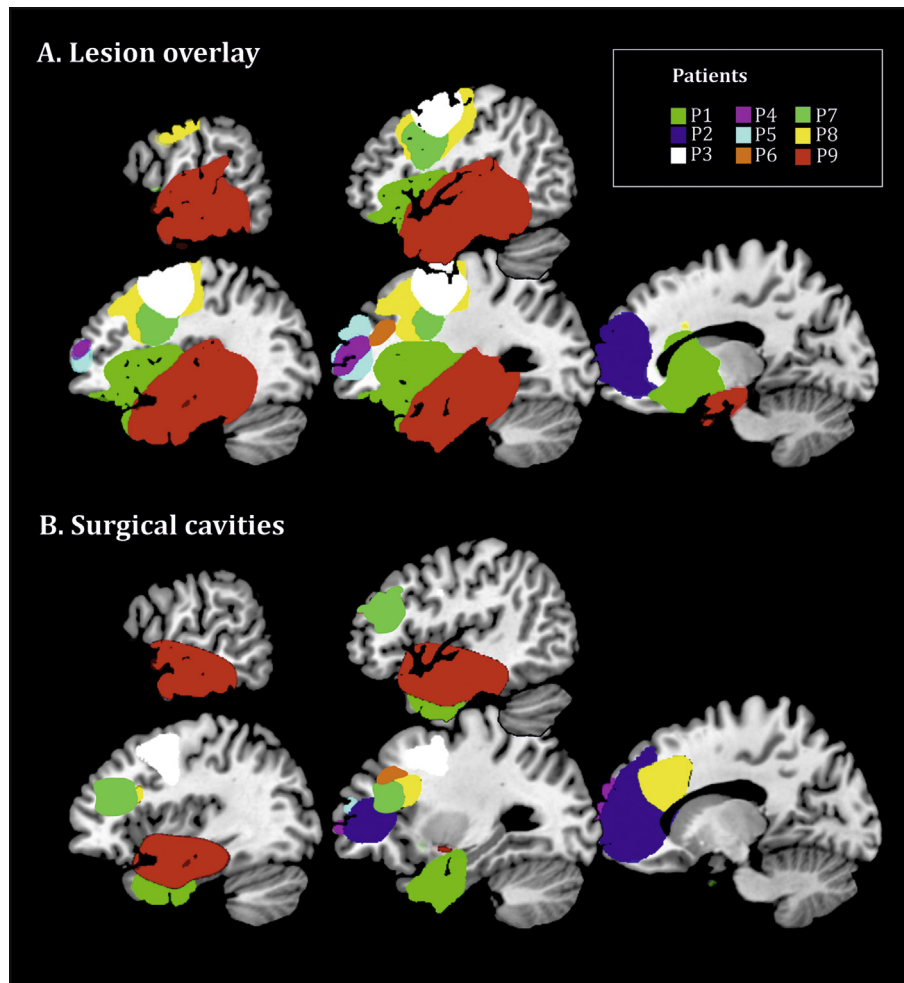 A. Lesion overlay
Patients
P1 P4 P7
P2 P5 P8
P3 P6 P9
B. Surgical cavities